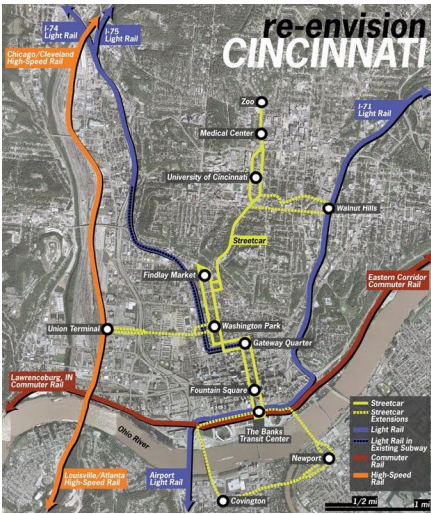 re-envision
CINCINNATI
I-74
Light Rail
I-75
Light Rail
Chicago/Cleveland
High-Speed Rail
Zoo
I-71
Light Rail
Medical Center
University of Cincinnati
Walnut Hills
Streetcar
Findlay Market
Eastern Corridor
Commuter Rail
Union Terminal
Washington Park
Gateway Quarter
Lawrenceburg, IN
Commuter Rail
Fountain Square
The Banks
Transit Center
Ohio River
Newport
Louisville/Atlanta
High-Speed Rail
Airport
Light Rail
Covington
Streetcar
Streetcar
Extensions
Light Rail
Light Rail in
Existing Subway
Commuter
Rail
High-Speed
Rail
1/2 mi
1 mi